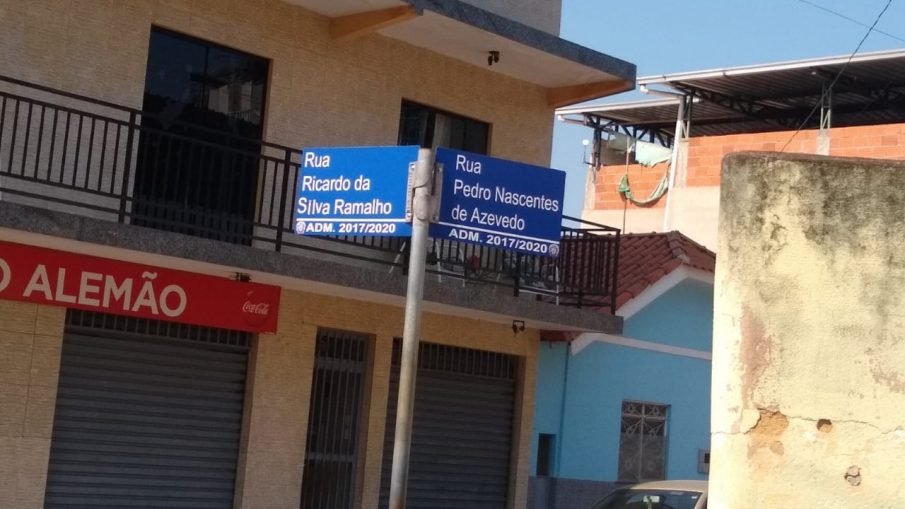 Rua
Ricardo da
Silva Ramalho
ADM. 2017/2020
Rua
Pedro Nascentes
de Azevedo
ADM. 2017/2020
O ALEMÃO
Coca-Cola